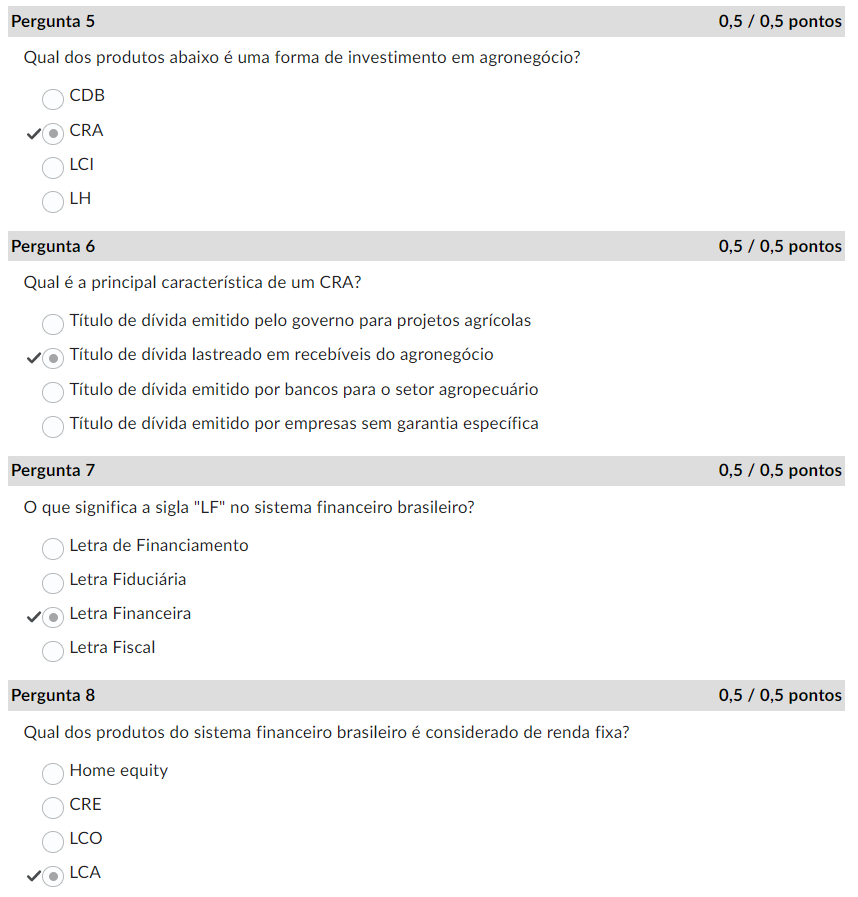 Pergunta 5 0,5 / 0,5 pontos
Qual dos produtos abaixo é uma forma de investimento em agronegócio?
CDB
CRA
LCI
LH
Pergunta 6 0,5 / 0,5 pontos
Qual é a principal característica de um CRA?
Título de dívida emitido pelo governo para projetos agrícolas
Título de dívida lastreado em recebíveis do agronegócio
Título de dívida emitido por bancos para o setor agropecuário
Título de dívida emitido por empresas sem garantia específica
Pergunta 7 0,5 / 0,5 pontos
O que significa a sigla "LF" no sistema financeiro brasileiro?
Letra de Financiamento
Letra Fiduciária
Letra Financeira
Letra Fiscal
Pergunta 8 0,5 / 0,5 pontos
Qual dos produtos do sistema financeiro brasileiro é considerado de renda fixa?
Home equity
CRE
LCO
LCA